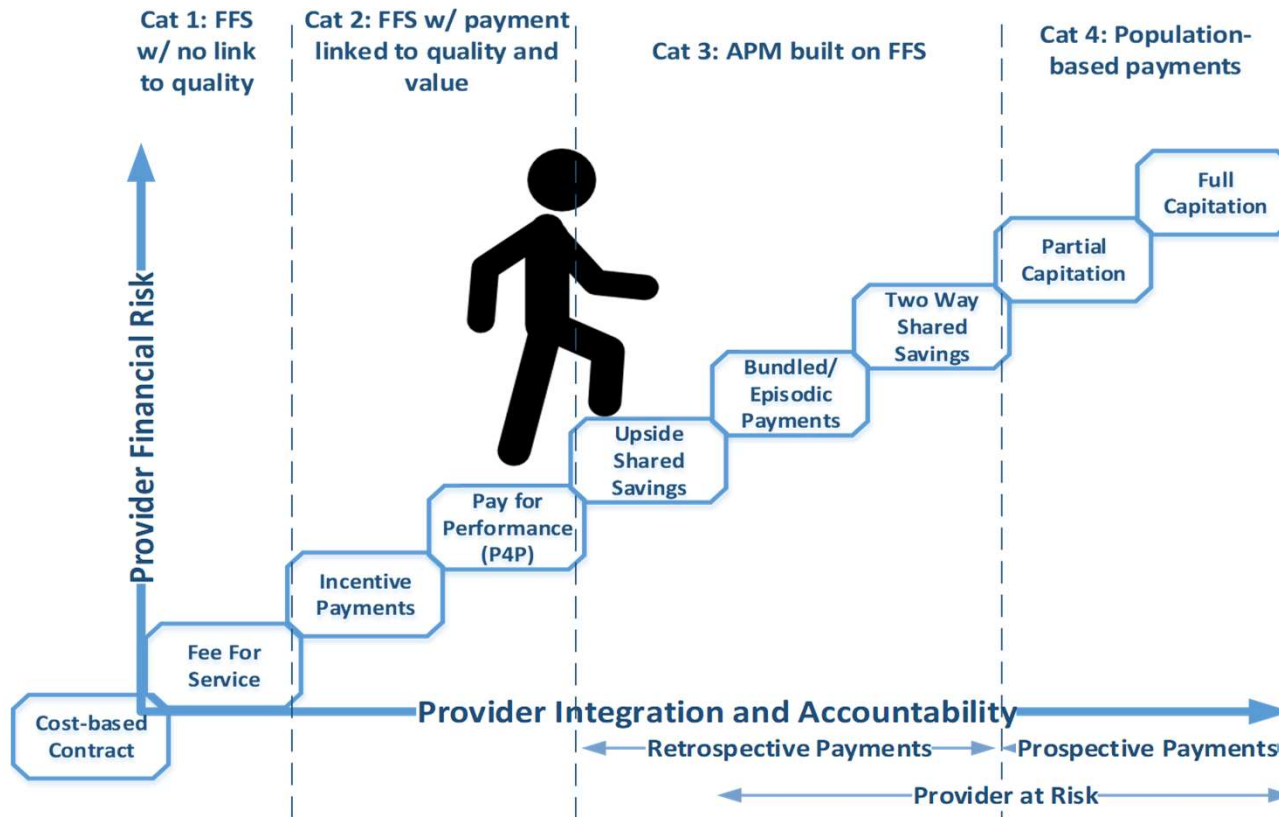 Cat 1: FFS
w/ no link
to quality
Cat 2: FFS w/ payment
linked to quality and
value
Cat 3: APM built on FFS
Cat 4: Population-
based payments
Provider Financial Risk
Full
Capitation
Partial
Capitation
Two Way
Shared
Savings
Bundled/
Episodic
Payments
Upside
Shared
Savings
Pay for
Performance
(P4P)
Incentive
Payments
Fee For
Service
Cost-based
Contract
Provider Integration and Accountability
Retrospective Payments
Prospective Payments
Provider at Risk